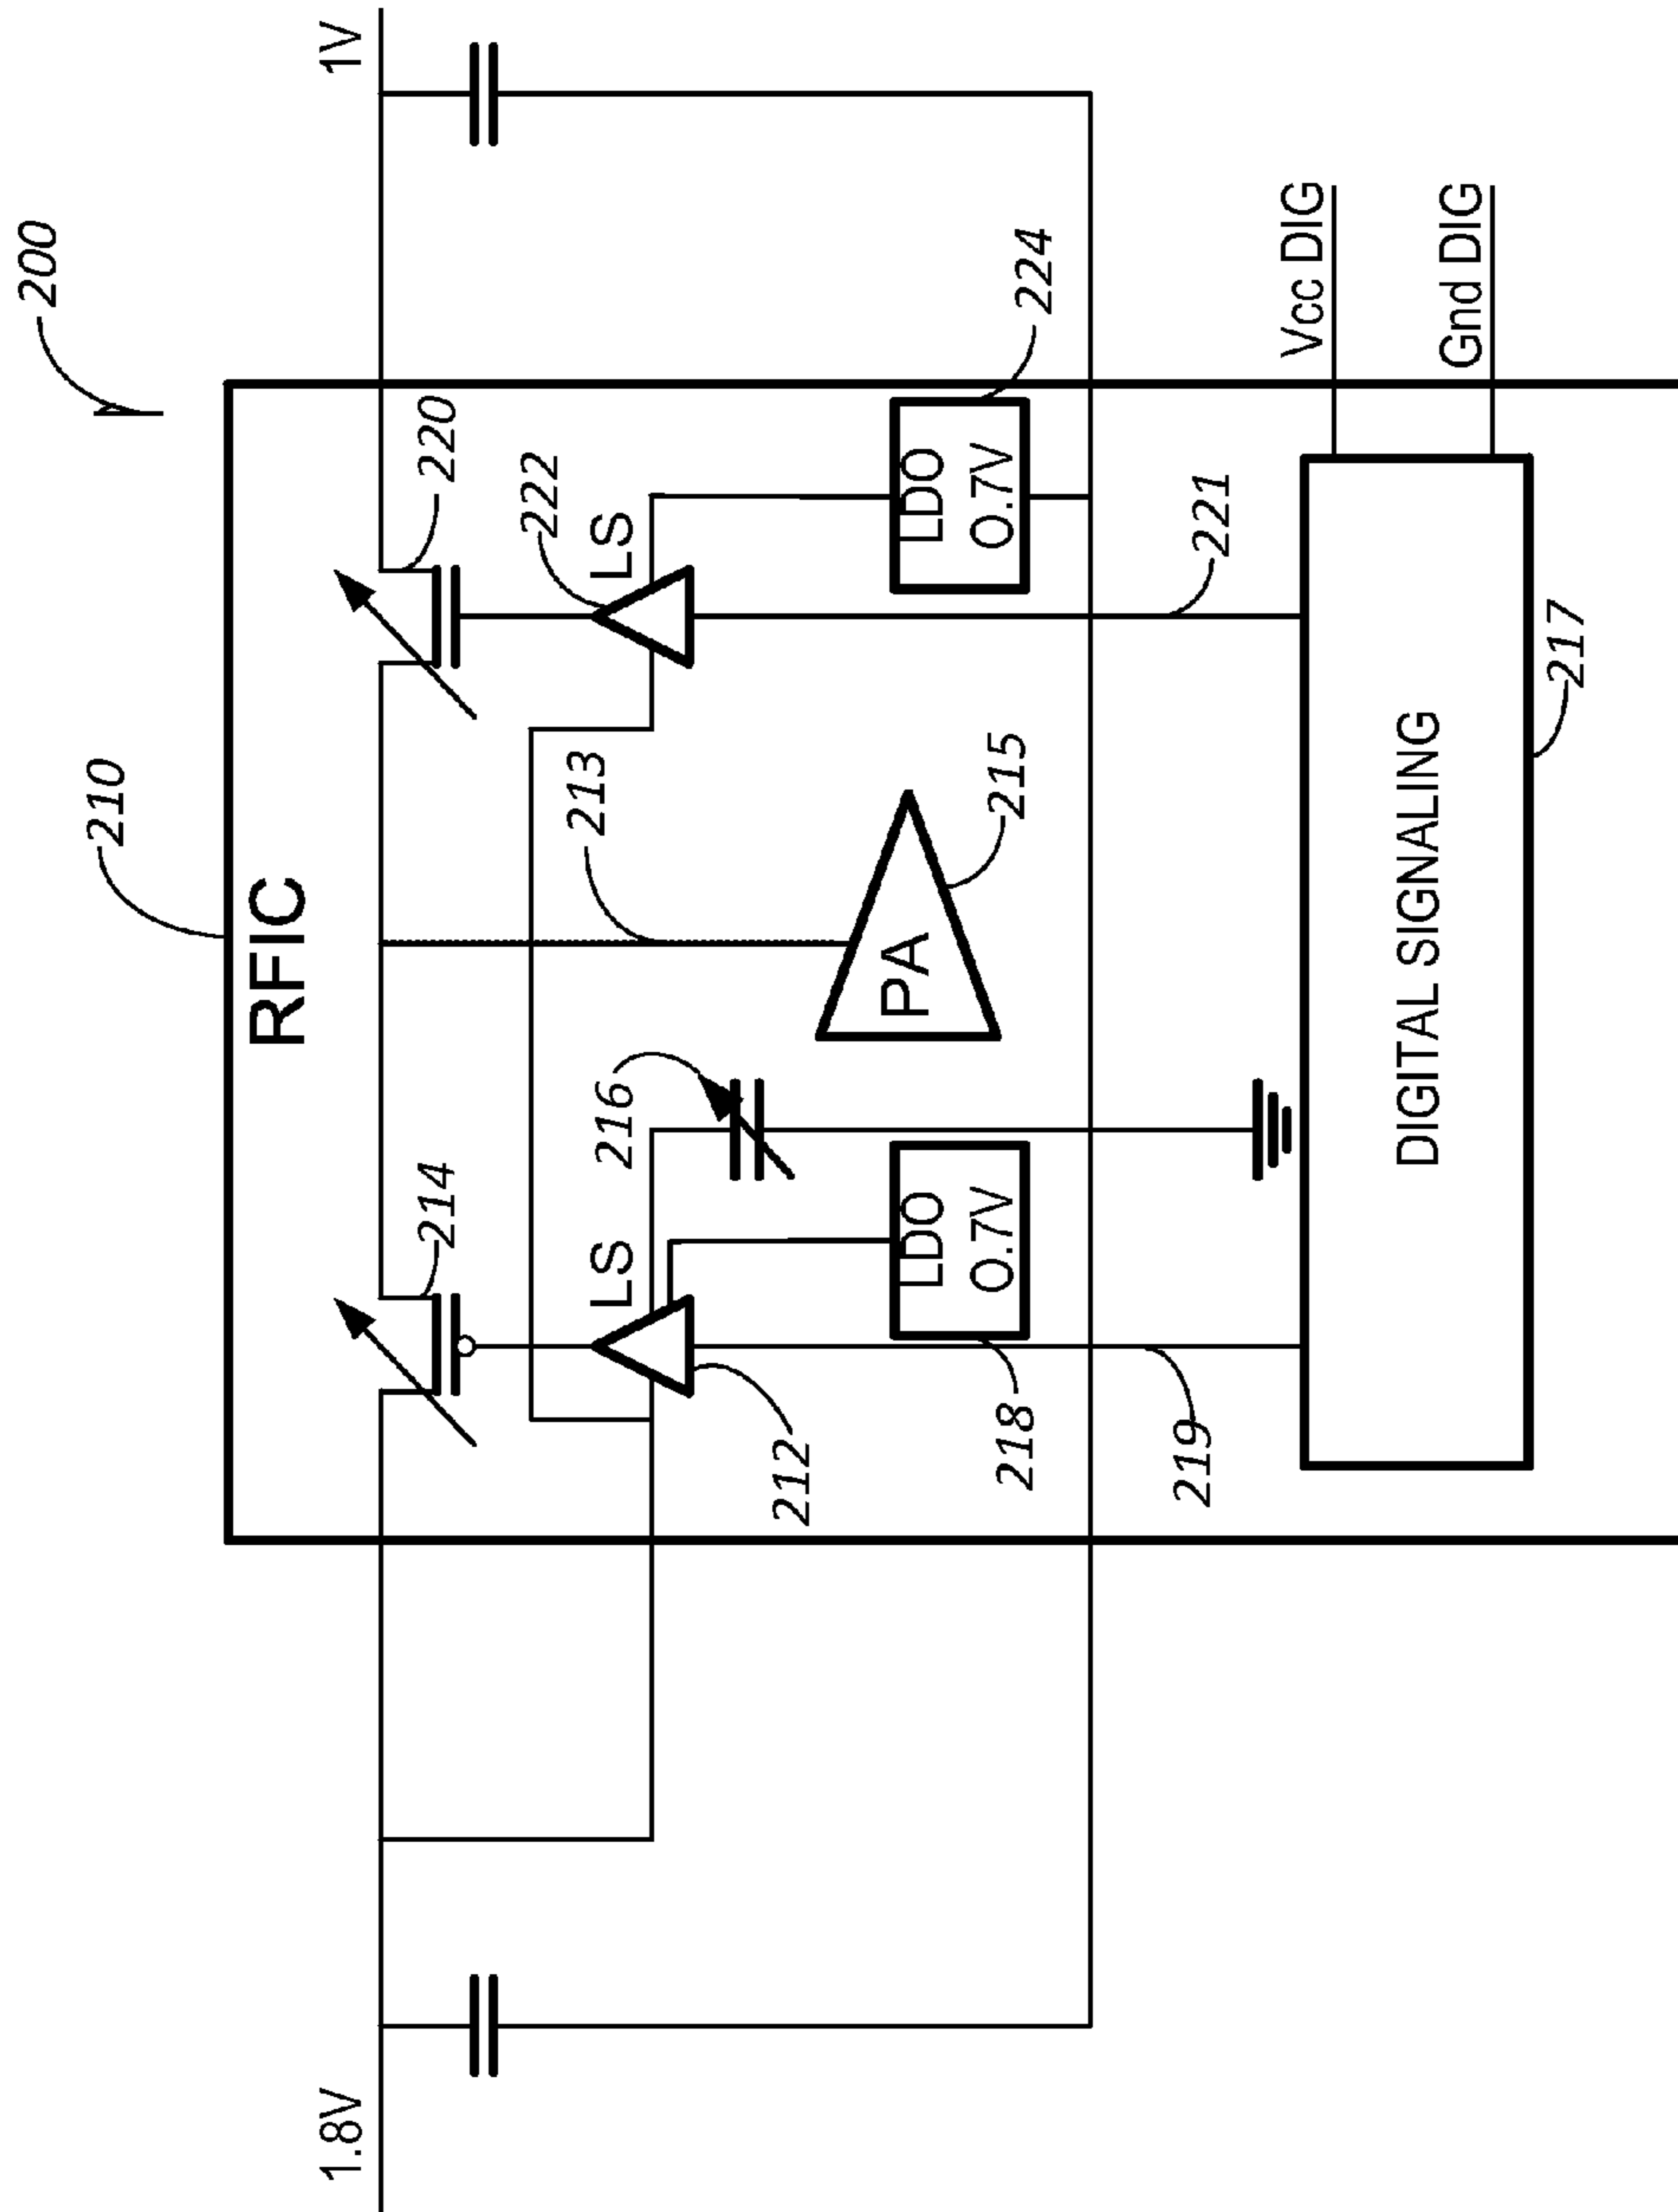 200
210
RFIC
1.8V
1V
214
220
LS
216
213
222
LS
212
PA
215
LDO
0.7V
218
LDO
0.7V
224
219
221
DIGITAL SIGNALING
217
Vcc DIG
Gnd DIG